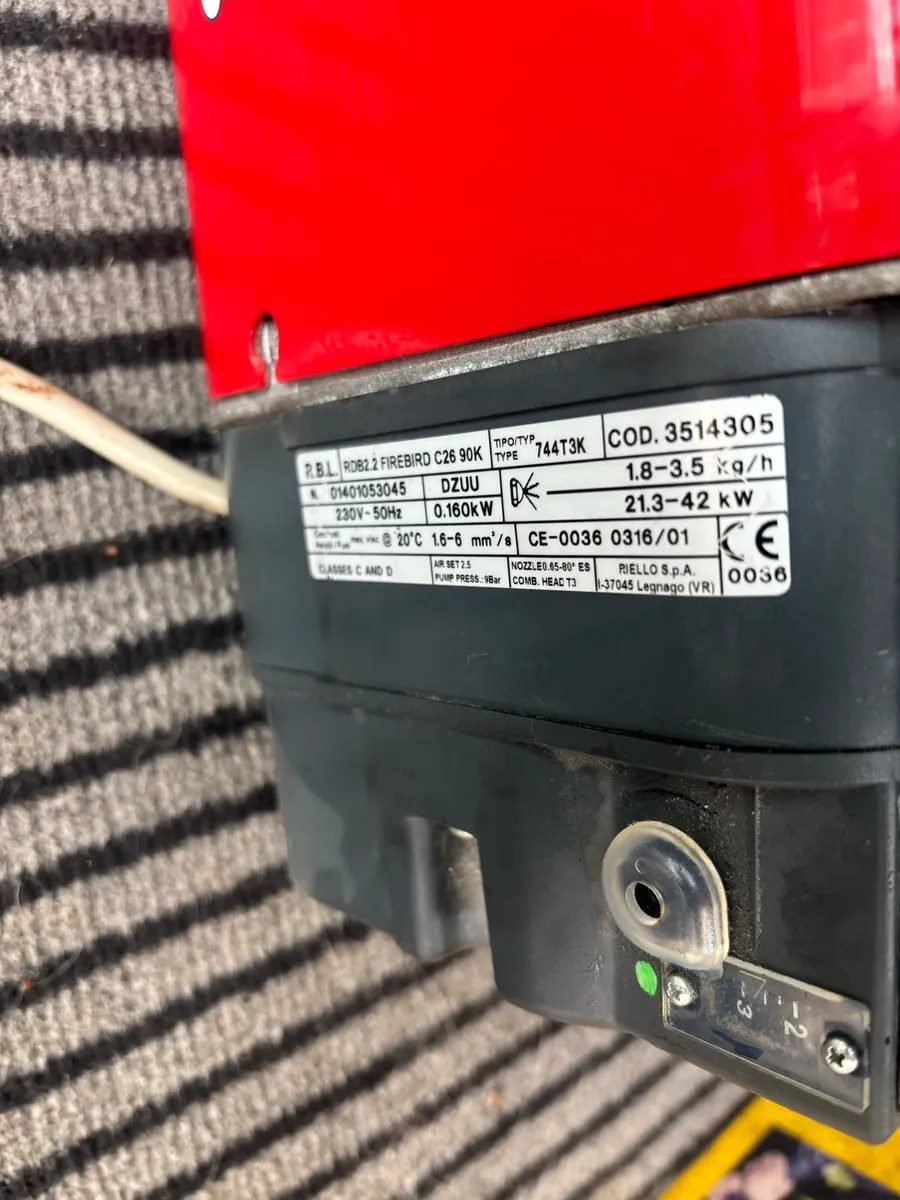 R.B.L. RDB2.2 FIREBIRD C26 90K TIPO/TYP TYPE 744T3K COD. 3514305
N. 01401053045 DZUU 1.8-3.5 kg/h
230V~50Hz 0.160kW 21.3-42 kW
max. visc @ 20°C 1.6-6 mm²/s CE-0036 0316/01 CE
CLASSES C AND D AIR SET 2.5 NOZZLE 0.65-80° ES RIELLO S.p.A. 0036
PUMP PRESS.: 9Bar COMB. HEAD T3 I-37045 Legnago (VR)
2
3